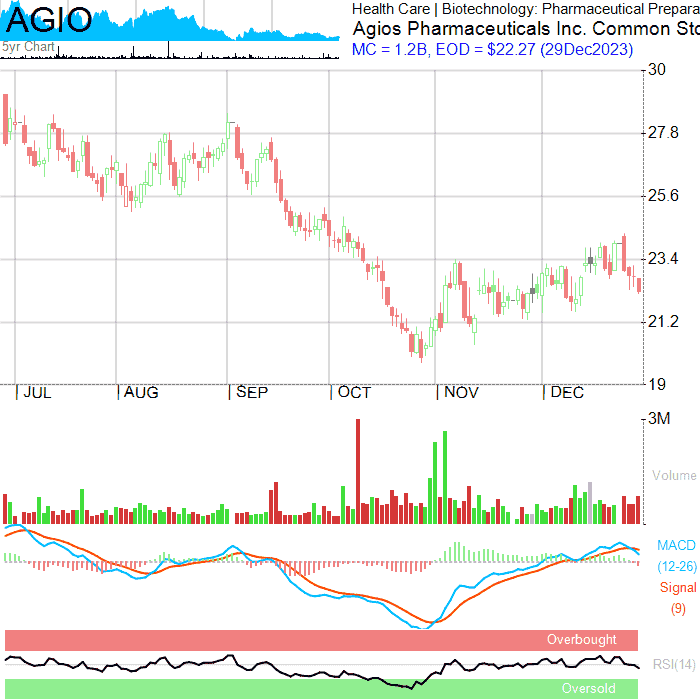 AGIO
5yr Chart
Health Care | Biotechnology: Pharmaceutical Prepara
Agios Pharmaceuticals Inc. Common Sto
MC = 1.2B, EOD = $22.27 (29Dec2023)
30
27.8
25.6
23.4
21.2
19
| JUL | AUG | SEP | OCT | NOV | DEC
3M
Volume
MACD
(12-26)
Signal
(9)
Overbought
RSI(14)
Oversold